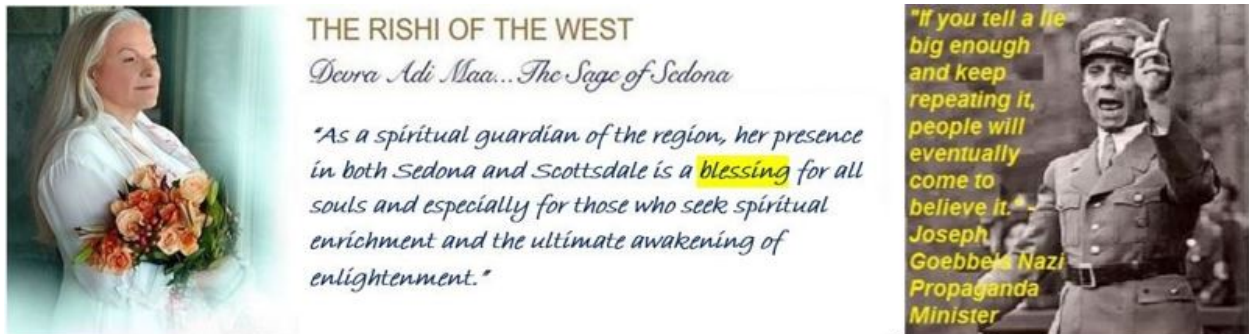 THE RISHI OF THE WEST
Devra Adi Maa...The Sage of Sedona
"As a spiritual guardian of the region, her presence
in both Sedona and Scottsdale is a blessing for all
souls and especially for those who seek spiritual
enrichment and the ultimate awakening of
enlightenment."
"If you tell a lie
big enough
and keep
repeating it,
people will
eventually
come to
believe it." -
Joseph
Goebbels Nazi
Propaganda
Minister